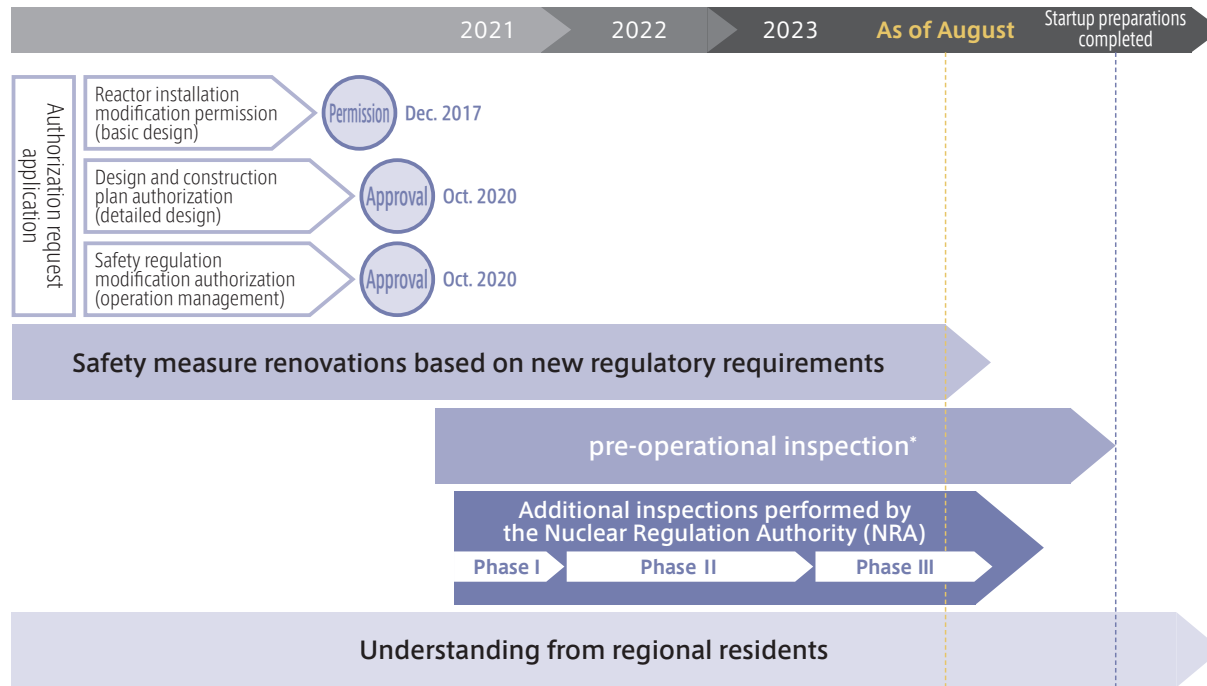 2021
2022
2023
As of August
Startup preparations
completed
Authorization request
application
Reactor installation
modification permission
(basic design)
Permission
Dec. 2017
Design and construction
plan authorization
(detailed design)
Approval
Oct. 2020
Safety regulation
modification authorization
(operation management)
Approval
Oct. 2020
Safety measure renovations based on new regulatory requirements
pre-operational inspection*
Additional inspections performed by
the Nuclear Regulation Authority (NRA)
Phase I
Phase II
Phase III
Understanding from regional residents